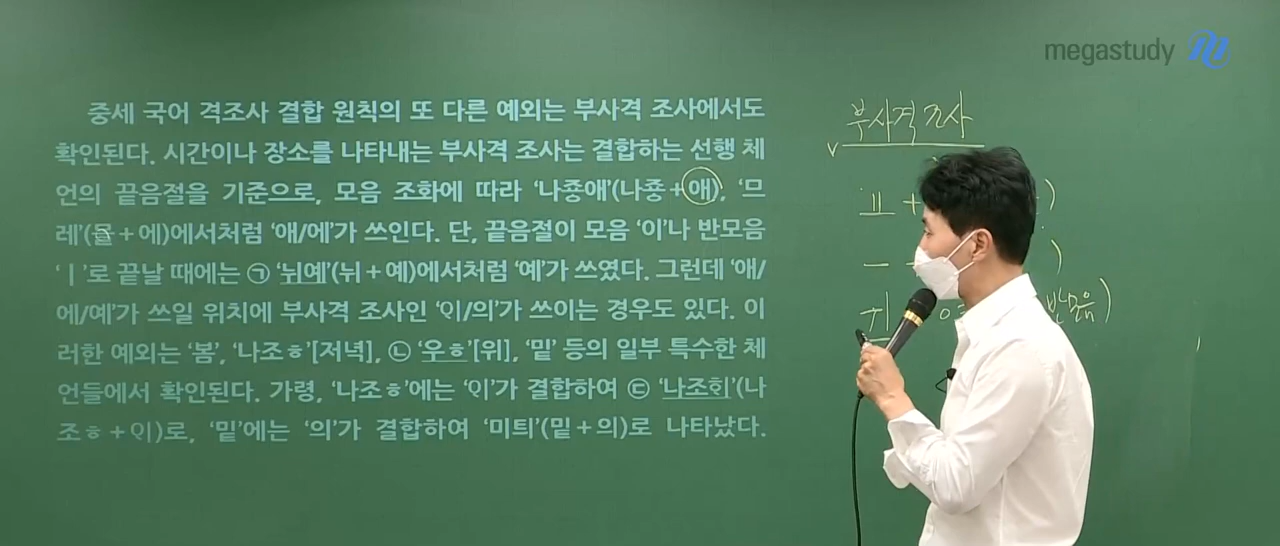 megastudy
중세 국어 격조사 결합 원칙의 또 다른 예외는 부사격 조사에서도
확인된다. 시간이나 장소를 나타내는 부사격 조사는 결합하는 선행 체
언의 끝음절을 기준으로, 모음 조화에 따라 ‘나죵애’(나죵+애), ‘므
레’(믈+에)에서처럼 ‘애/에’가 쓰인다. 단, 끝음절이 모음 ‘이’나 반모음
‘ㅣ’로 끝날 때에는 ㉠ ‘뉘예’(뉘+예)에서처럼 ‘예’가 쓰였다. 그런데 ‘애/
에/예’가 쓰일 위치에 부사격 조사인 ‘ᄋᆡ/의’가 쓰이는 경우도 있다. 이
러한 예외는 ‘봄’, ‘나조ㅎ’[저녁], ㉡ ‘우ㅎ’[위], ‘밑’ 등의 일부 특수한 체
언들에서 확인된다. 가령, ‘나조ㅎ’에는 ‘ᄋᆡ’가 결합하여 ㉢ ‘나조ᄒᆡ’(나
조ㅎ+ᄋᆡ)로, ‘밑’에는 ‘의’가 결합하여 ‘미틔’(밑+의)로 나타났다.
부사격 조사
반모음)